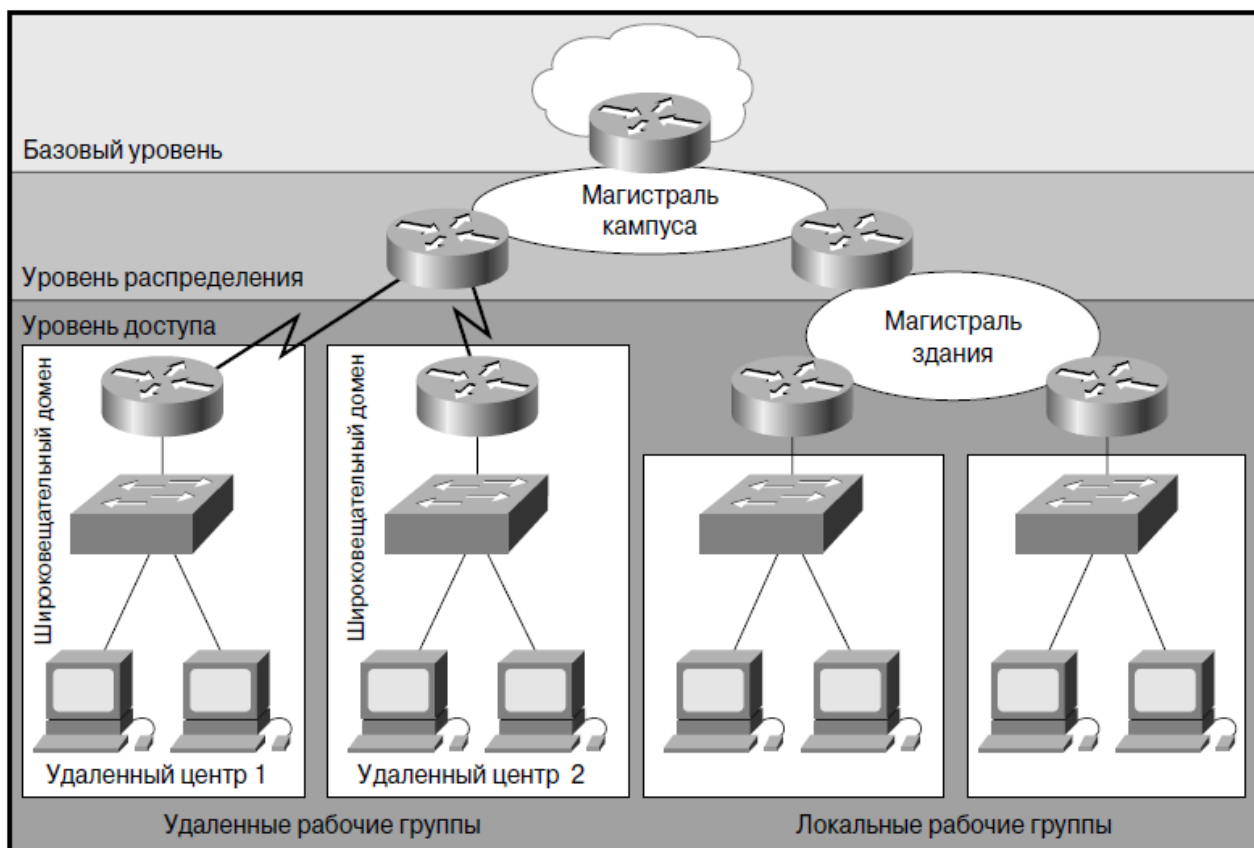 Базовый уровень
Магистраль
кампуса
Уровень распределения
Уровень доступа
Магистраль
здания
Широковещательный домен
Широковещательный домен
Удаленный центр 1
Удаленный центр 2
Удаленные рабочие группы
Локальные рабочие группы